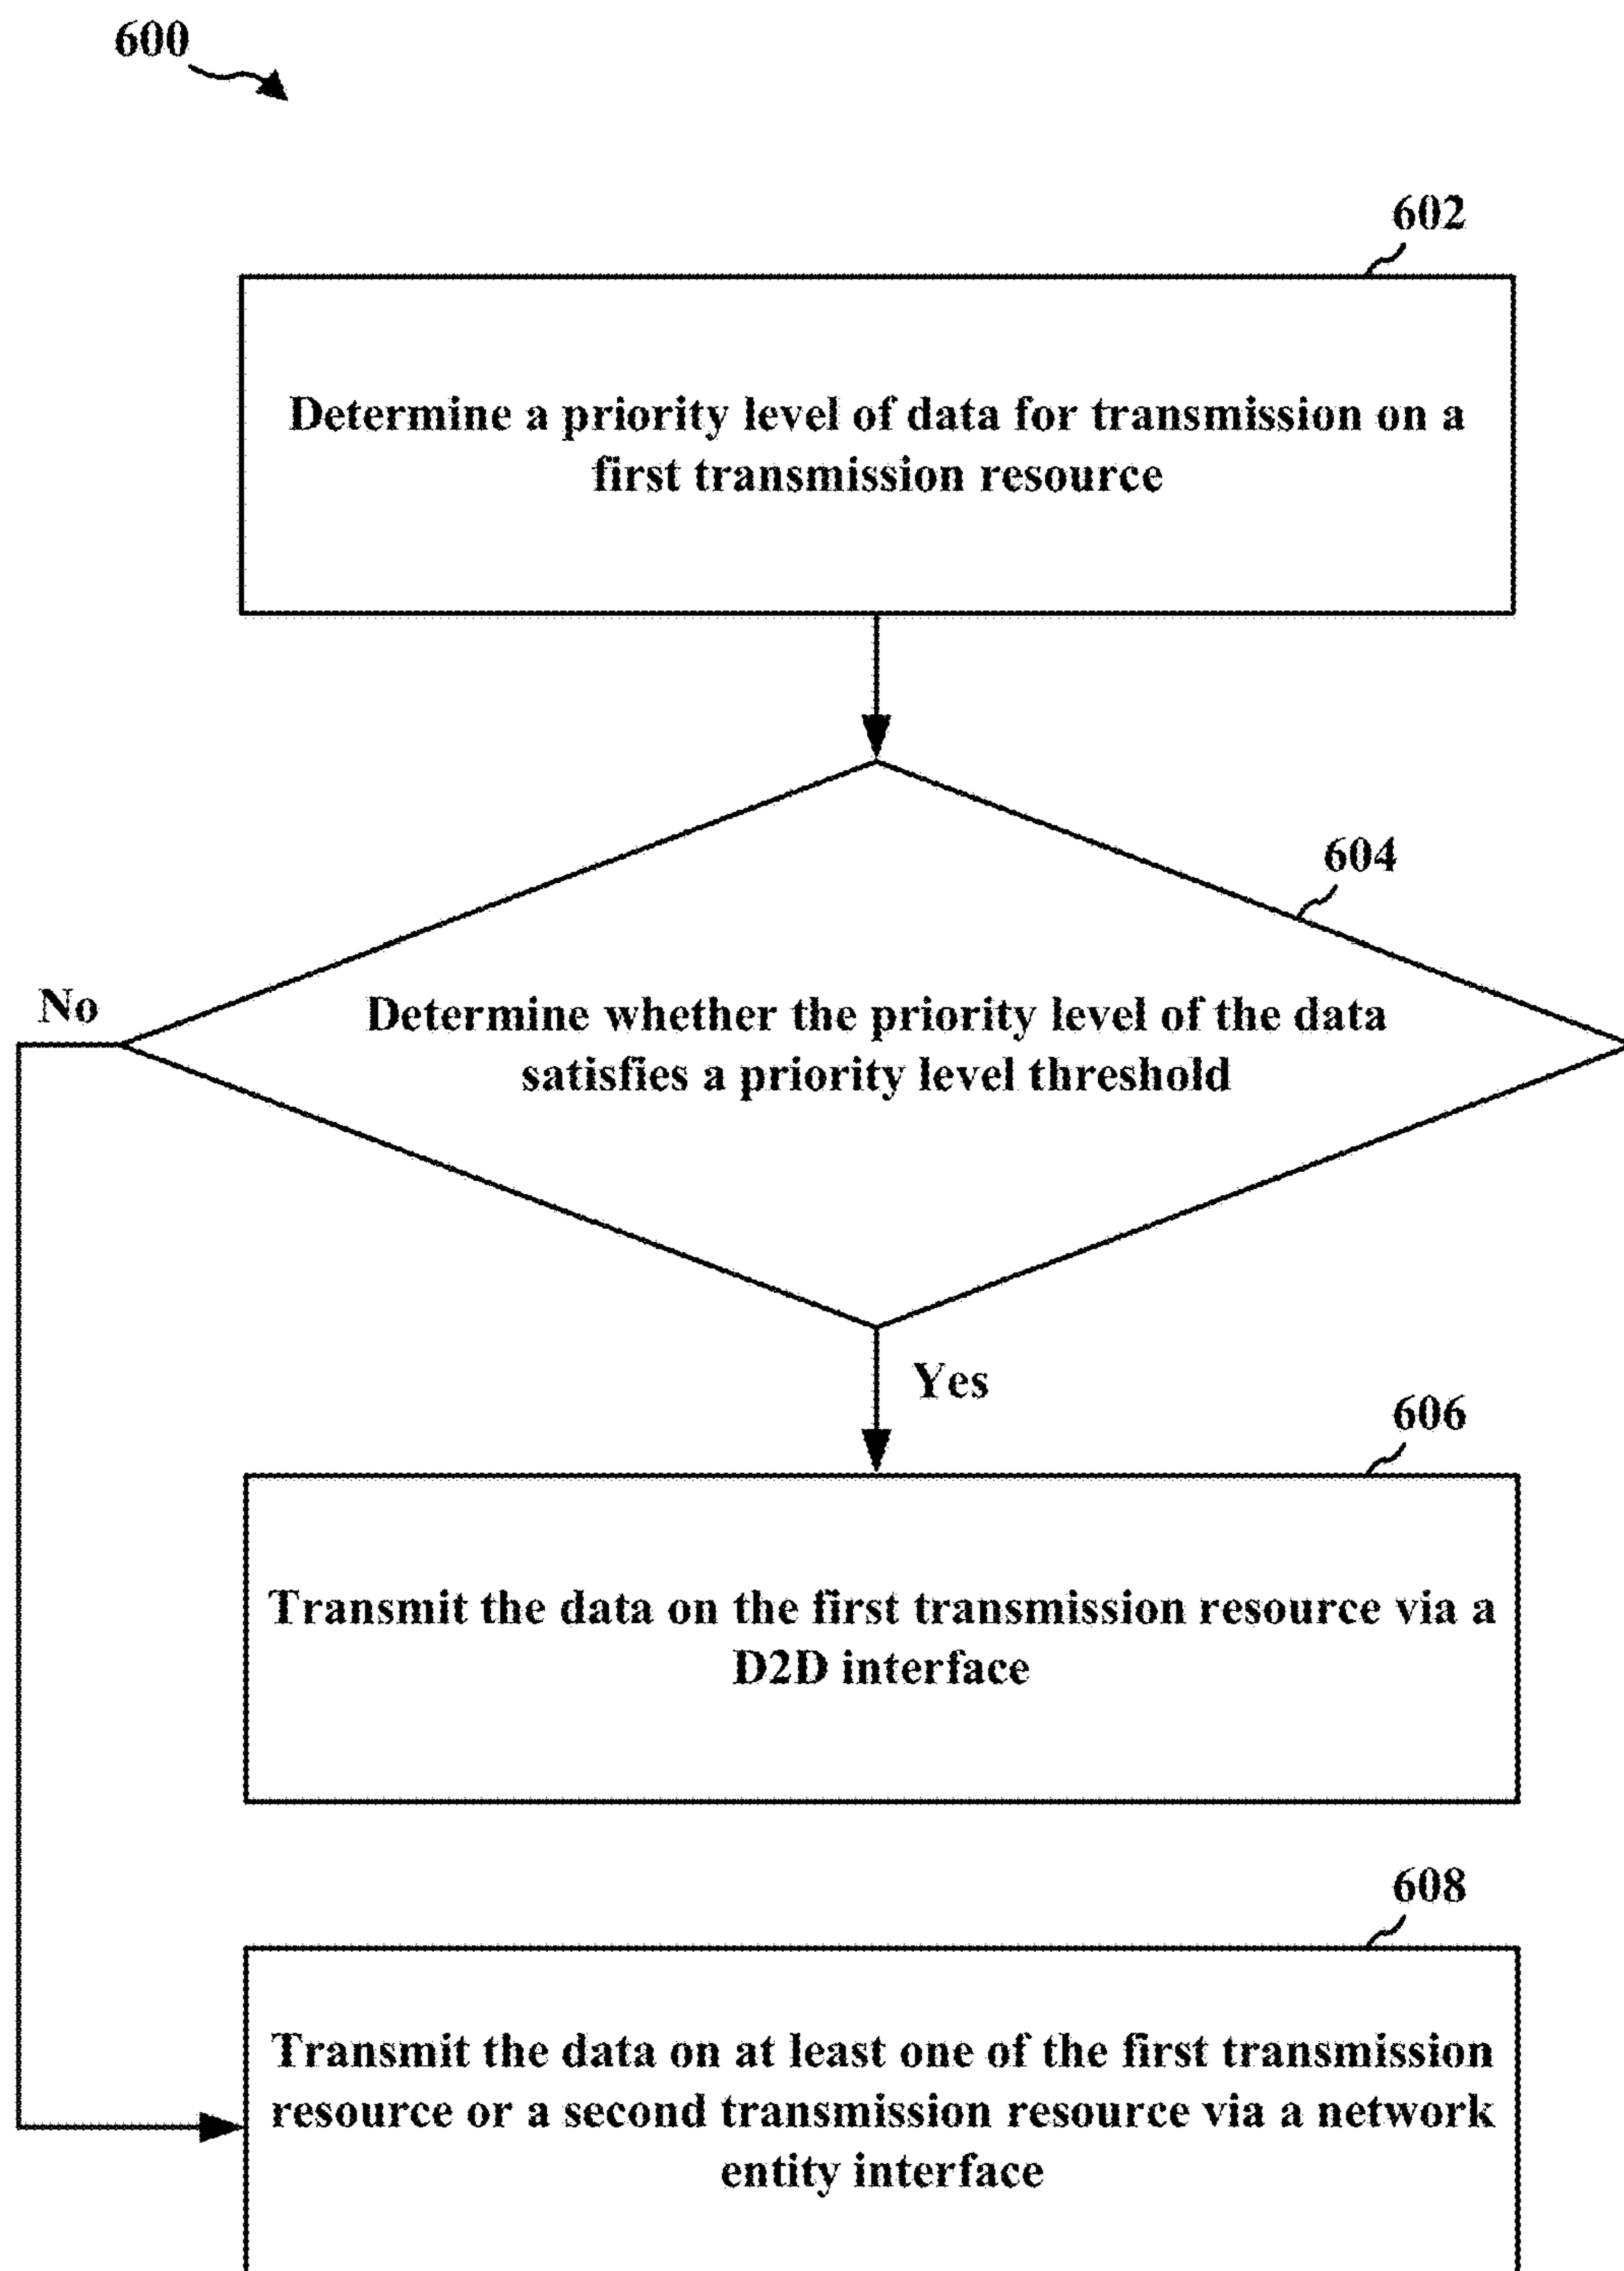 600
602
Determine a priority level of data for transmission on a
first transmission resource
604
No
Determine whether the priority level of the data
satisfies a priority level threshold
Yes
606
Transmit the data on the first transmission resource via a
D2D interface
608
Transmit the data on at least one of the first transmission
resource or a second transmission resource via a network
entity interface